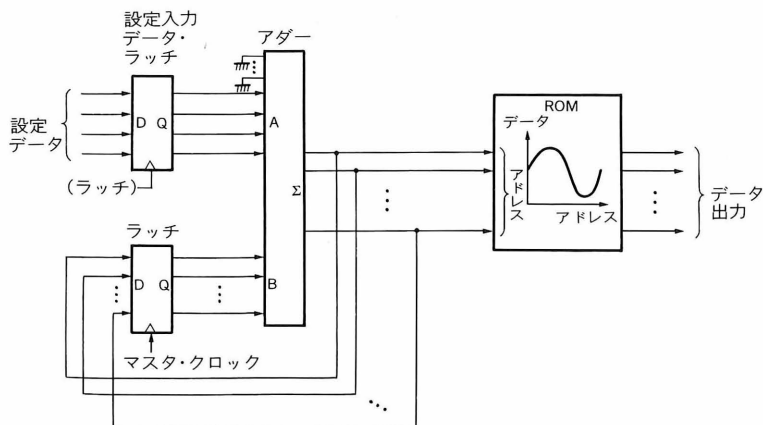 設定入力
データ・
ラッチ
アダー
設定
データ
D Q
A
(ラッチ)
Σ
ラッチ
D Q
B
マスタ・クロック
ROM
データ
アドレス
アドレス
データ
出力